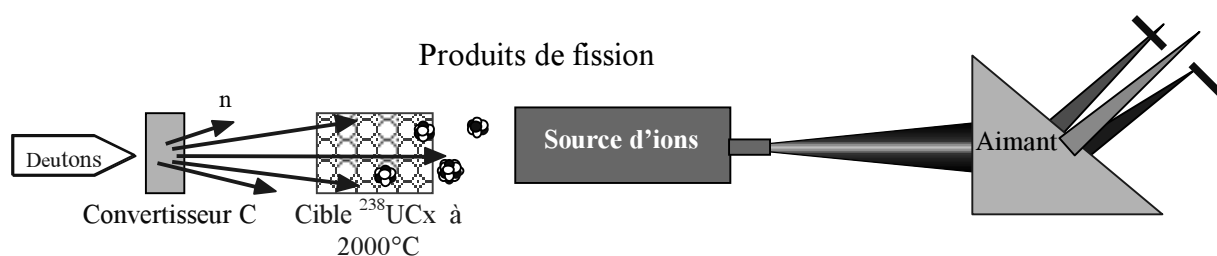 Produits de fission
n
Deutons
Source d'ions
Aimant
Convertisseur C
Cible ²³⁸UCx à
2000°C